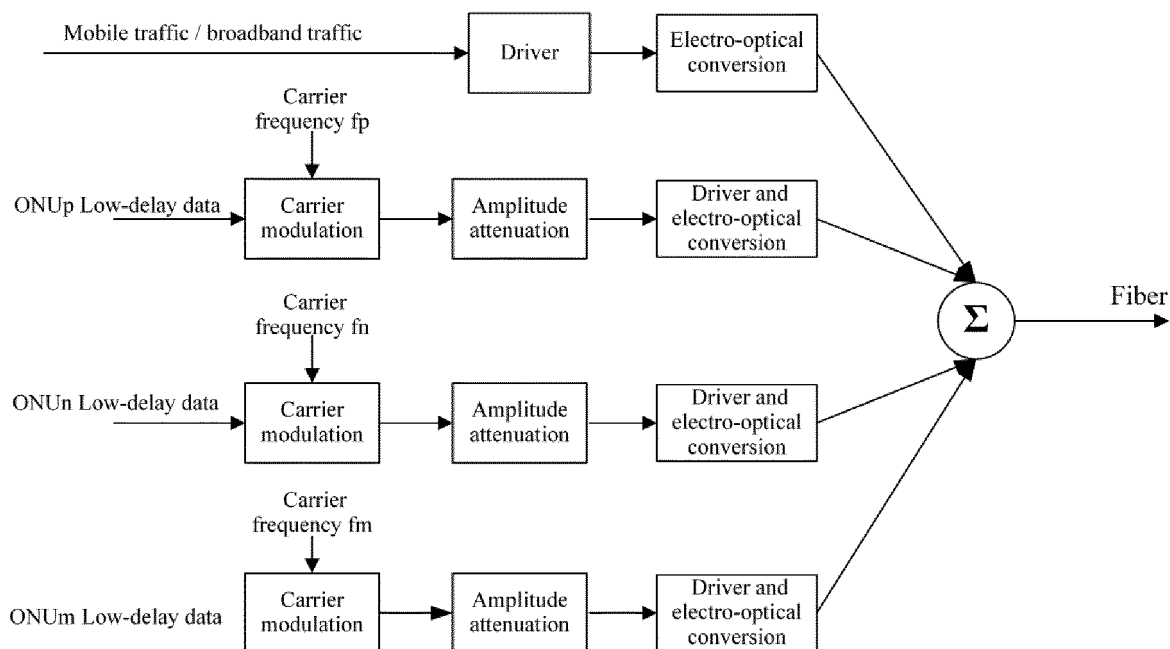 Mobile traffic / broadband traffic
Driver
Electro-optical
conversion
Carrier
frequency fp
ONUp Low-delay data
Carrier
modulation
Amplitude
attenuation
Driver and
electro-optical
conversion
Carrier
frequency fn
ONUn Low-delay data
Carrier
modulation
Amplitude
attenuation
Driver and
electro-optical
conversion
Σ
Fiber
Carrier
frequency fm
ONUm Low-delay data
Carrier
modulation
Amplitude
attenuation
Driver and
electro-optical
conversion